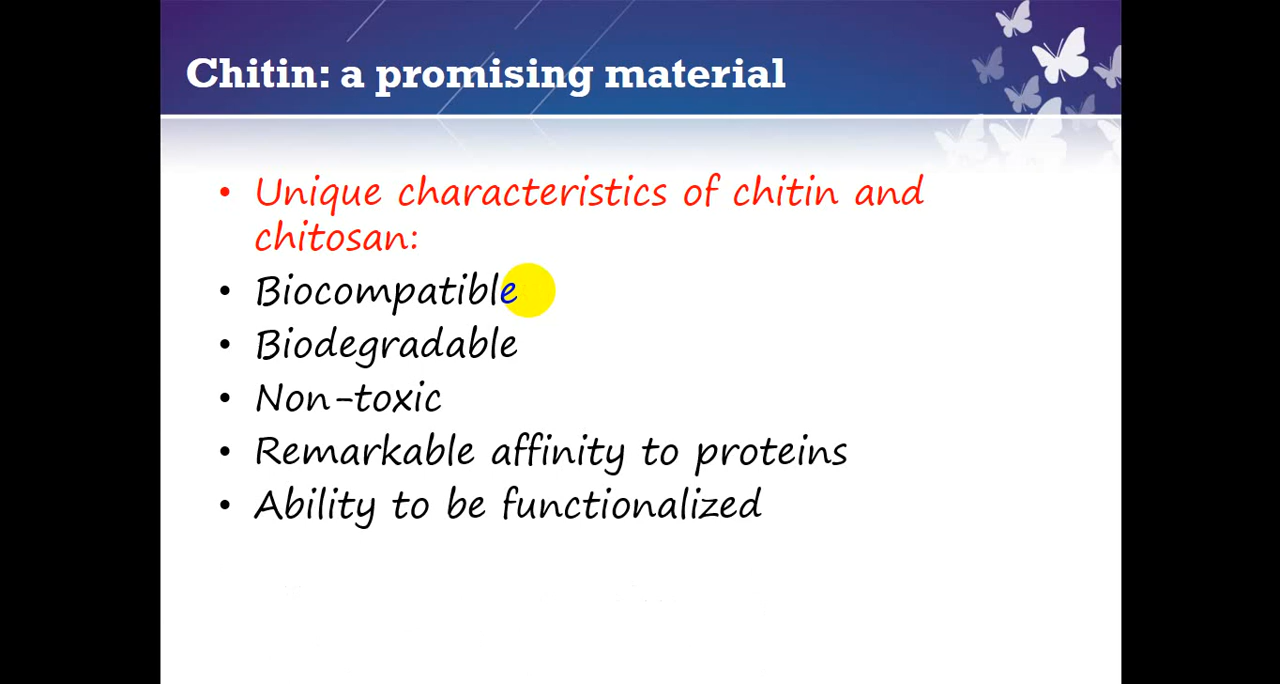 Chitin: a promising material
• Unique characteristics of chitin and
chitosan:
• Biocompatible
• Biodegradable
• Non-toxic
• Remarkable affinity to proteins
• Ability to be functionalized